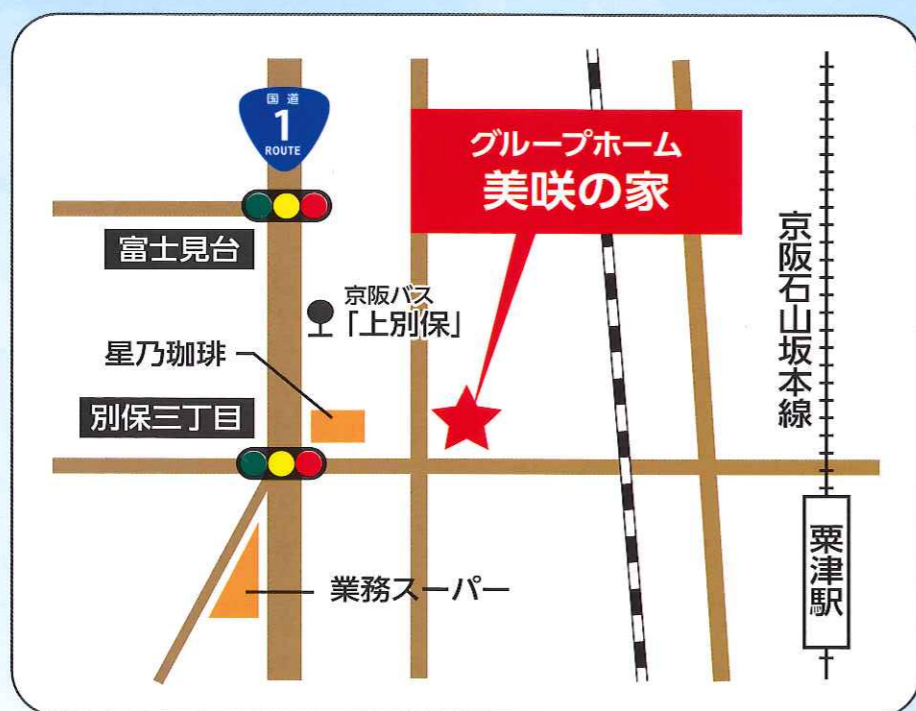 国道
1
ROUTE
グループホーム
美咲の家
富士見台
京阪バス
「上別保」
星乃珈琲
別保三丁目
業務スーパー
京阪石山坂本線
粟津駅